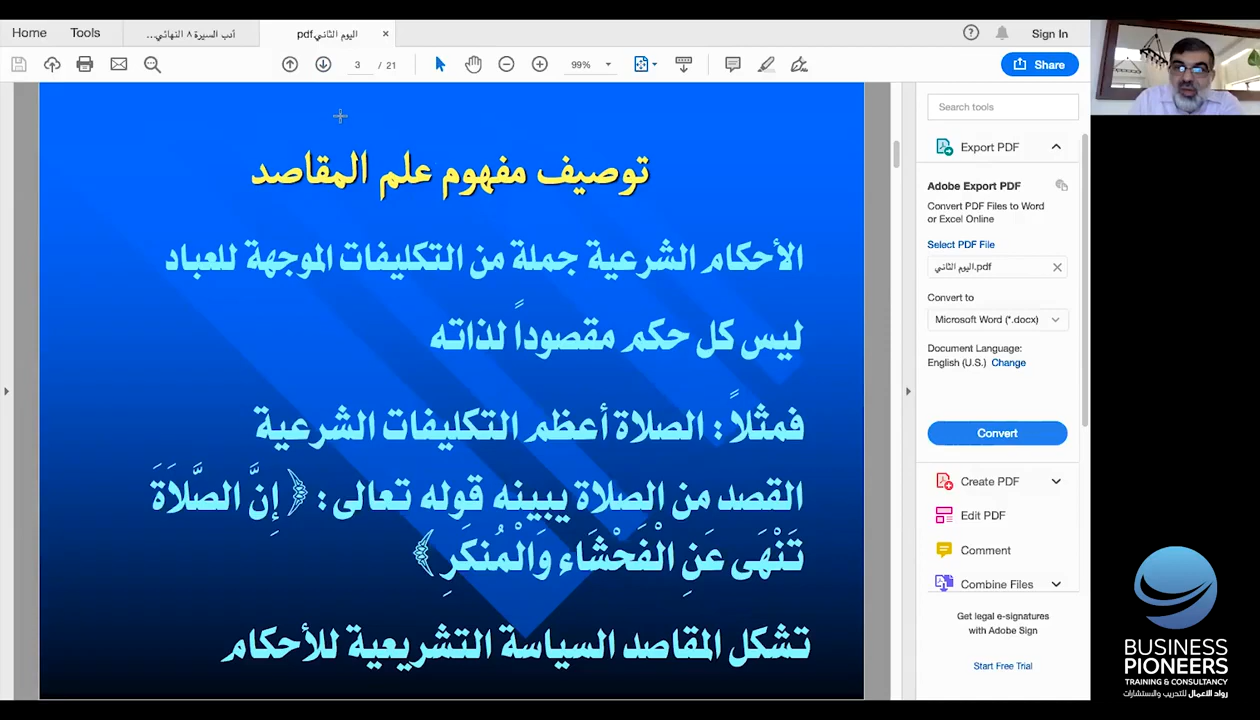 Home Tools أدب السيرة ٨ النهائي... اليوم الثاني.pdf × Sign In
3 / 21 99% Share
Search tools
Export PDF
Adobe Export PDF
Convert PDF Files to Word
or Excel Online
Select PDF File
اليوم الثاني.pdf
Convert to
Microsoft Word (*.docx)
Document Language:
English (U.S.) Change
Convert
Create PDF
Edit PDF
Comment
Combine Files
Get legal e-signatures
with Adobe Sign
Start Free Trial
توصيف مفهوم علم المقاصد
الأحكام الشرعية جملة من التكليفات الموجهة للعباد
ليس كل حكم مقصوداً لذاته
فمثلاً : الصلاة أعظم التكليفات الشرعية
القصد من الصلاة يبينه قوله تعالى : ﴿ إِنَّ الصَّلَاةَ
تَنْهَى عَنِ الْفَحْشَاء وَالْمُنكَرِ ﴾
تشكل المقاصد السياسة التشريعية للأحكام
BUSINESS
PIONEERS
TRAINING & CONSULTANCY
رواد الاعمال للتدريب والاستشارات